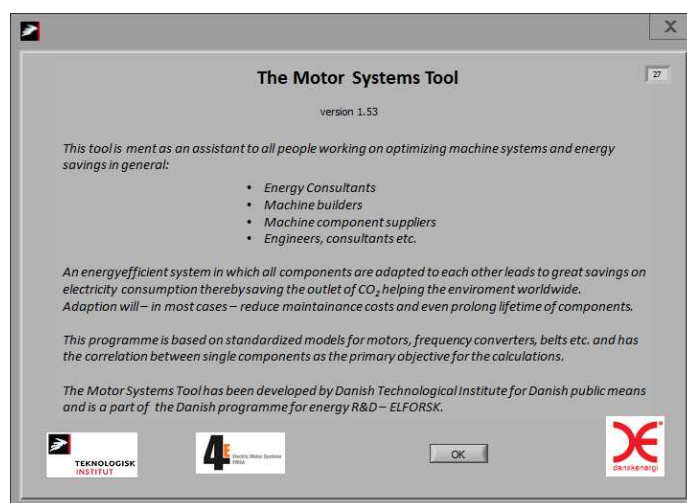 X
The Motor Systems Tool
27
version 1.53
This tool is ment as an assistant to all people working on optimizing machine systems and energy
savings in general:
• Energy Consultants
• Machine builders
• Machine component suppliers
• Engineers, consultants etc.
An energyefficient system in which all components are adapted to each other leads to great savings on
electricity consumption thereby saving the outlet of CO2 helping the enviroment worldwide.
Adaption will – in most cases – reduce maintainance costs and even prolong lifetime of components.
This programme is based on standardized models for motors, frequency converters, belts etc. and has
the correlation between single components as the primary objective for the calculations.
The Motor Systems Tool has been developed by Danish Technological Institute for Danish public means
and is a part of the Danish programme for energy R&D – ELFORSK.
TEKNOLOGISK
INSTITUT
4E
Electric Motor Systems
EMSA
OK
danskenergi